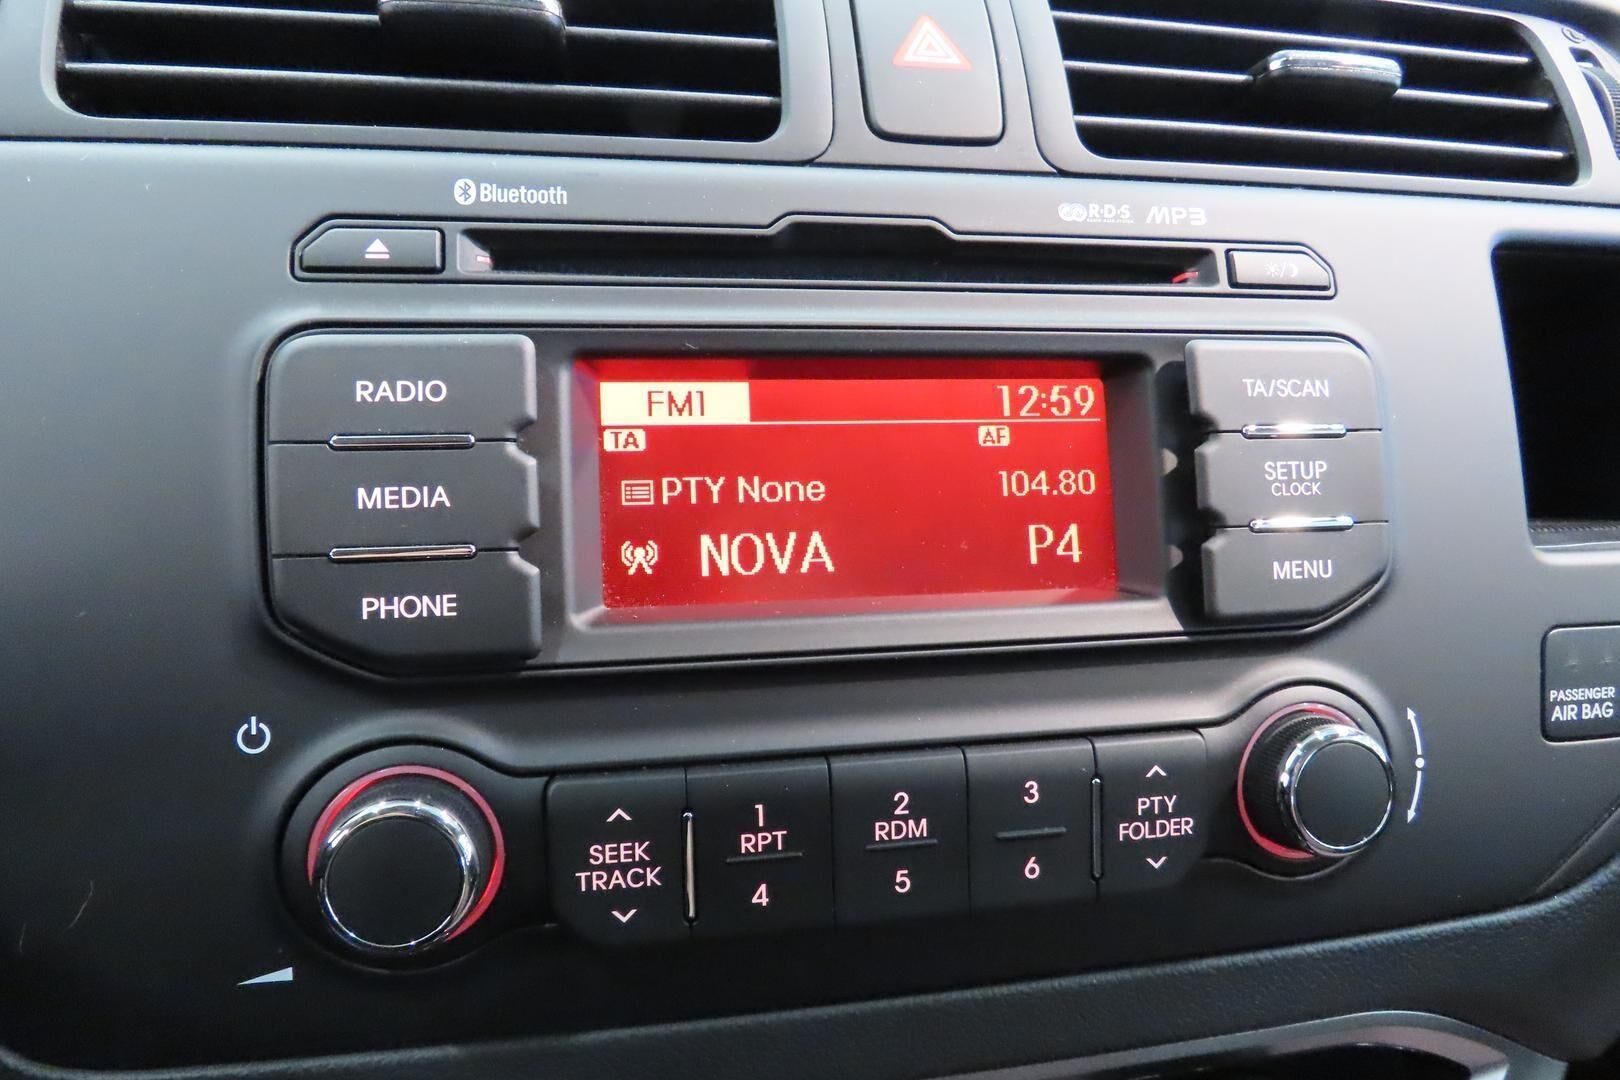 Bluetooth
R·D·S MP3
RADIO
MEDIA
PHONE
FM1 12:59
TA AF
PTY None 104.80
NOVA P4
TA/SCAN
SETUP
CLOCK
MENU
PASSENGER
AIR BAG
SEEK
TRACK
1
RPT
4
2
RDM
5
3
6
PTY
FOLDER